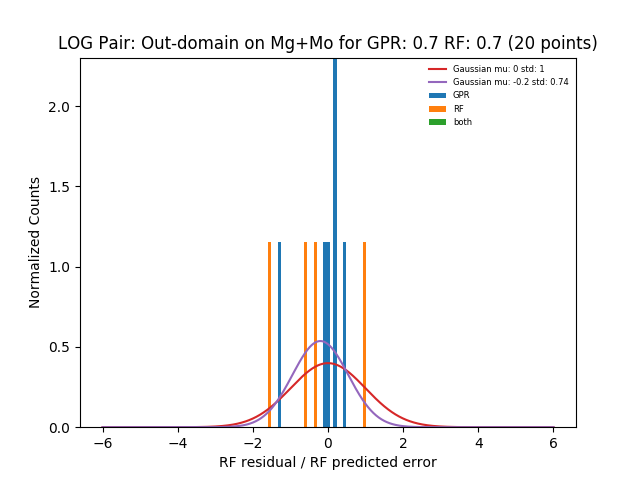 LOG Pair: Out-domain on Mg+Mo for GPR: 0.7 RF: 0.7 (20 points)
Gaussian mu: 0 std: 1
Gaussian mu: -0.2 std: 0.74
GPR
RF
both
Normalized Counts
2.0
1.5
1.0
0.5
0.0
−6 −4 −2 0 2 4 6
RF residual / RF predicted error